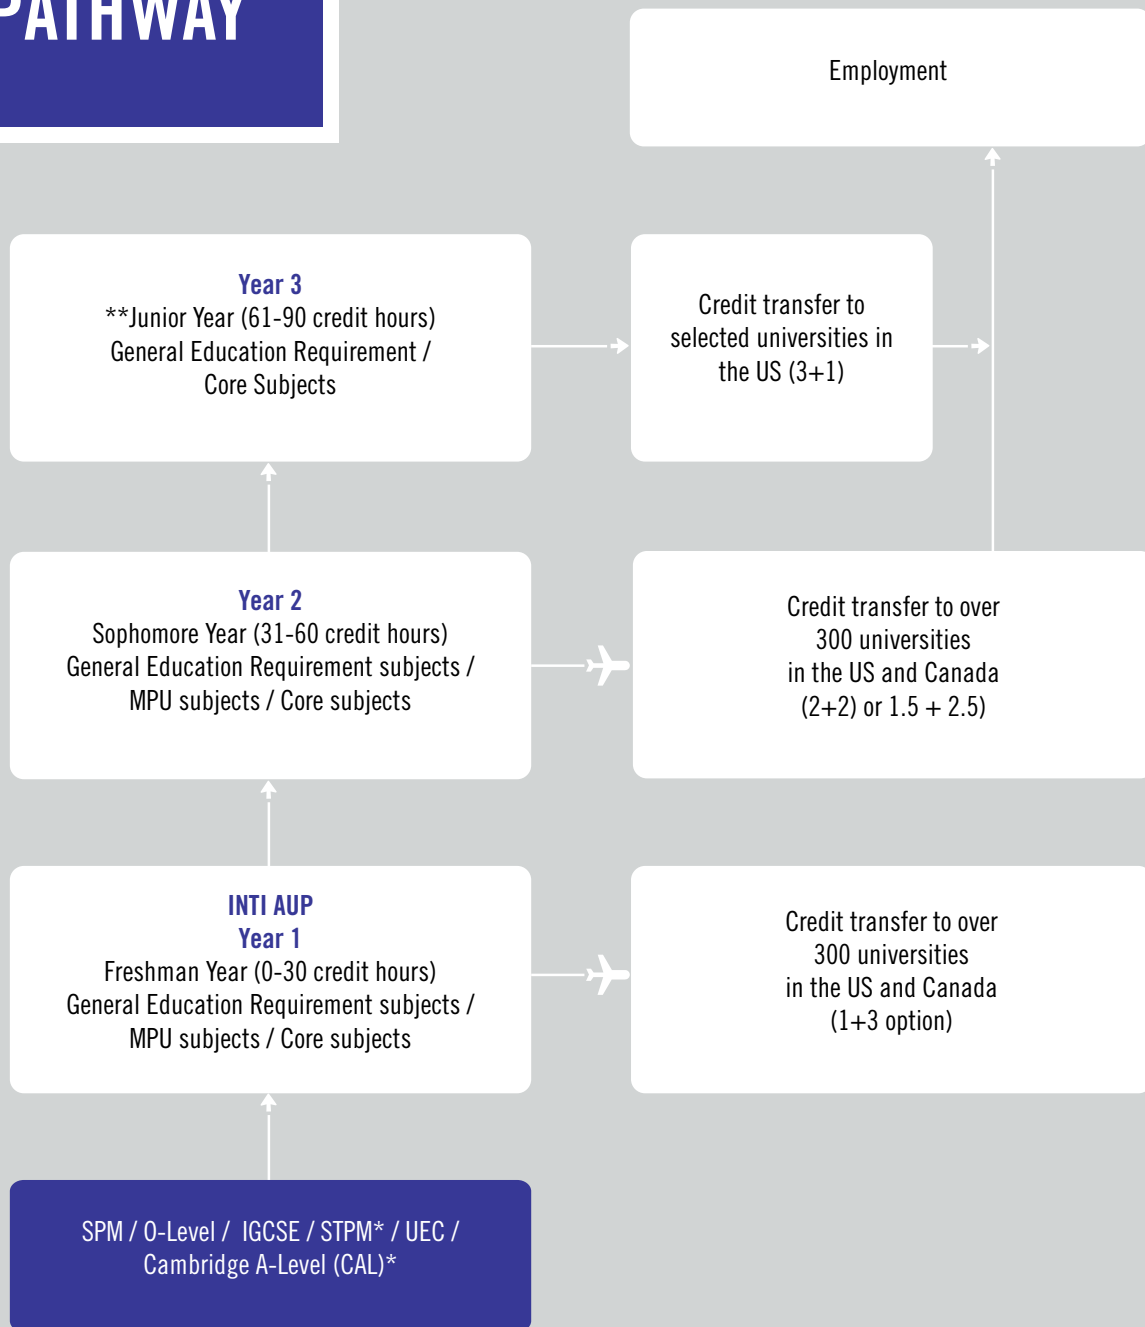 PATHWAY
Employment
Year 3
**Junior Year (61-90 credit hours)
General Education Requirement /
Core Subjects
Credit transfer to
selected universities in
the US (3+1)
Year 2
Sophomore Year (31-60 credit hours)
General Education Requirement subjects /
MPU subjects / Core subjects
Credit transfer to over
300 universities
in the US and Canada
(2+2) or 1.5 + 2.5)
INTI AUP
Year 1
Freshman Year (0-30 credit hours)
General Education Requirement subjects /
MPU subjects / Core subjects
Credit transfer to over
300 universities
in the US and Canada
(1+3 option)
SPM / O-Level / IGCSE / STPM* / UEC /
Cambridge A-Level (CAL)*